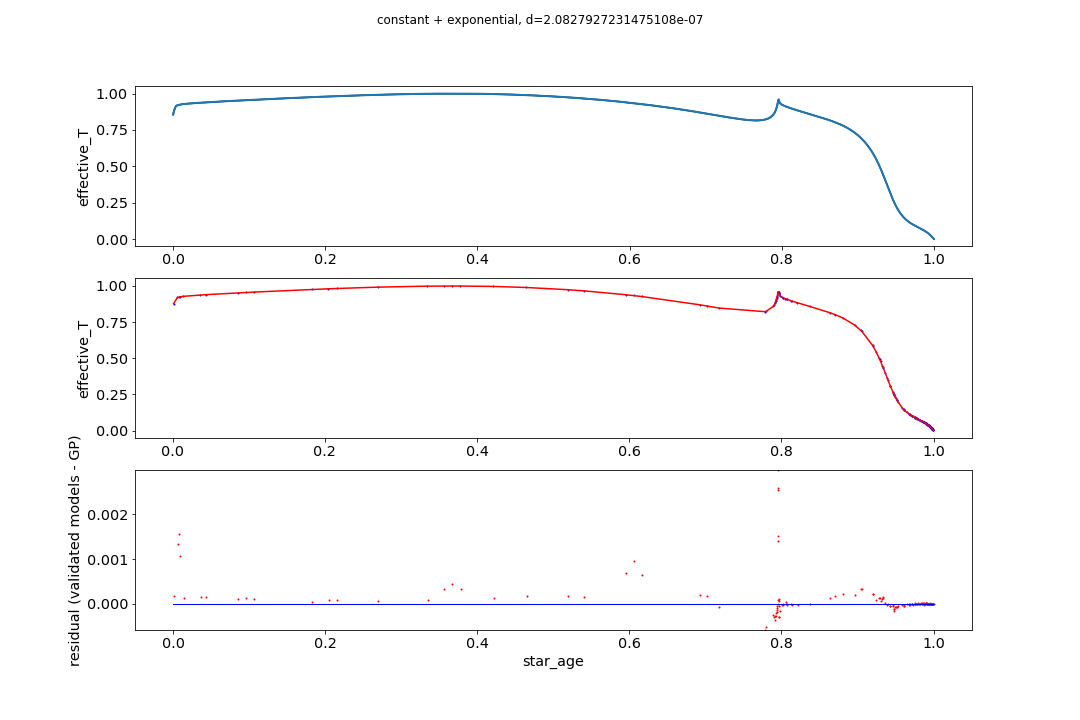 constant + exponential, d=2.0827927231475108e-07
effective_T
1.00
0.75
0.50
0.25
0.00
0.0 0.2 0.4 0.6 0.8 1.0
effective_T
1.00
0.75
0.50
0.25
0.00
0.0 0.2 0.4 0.6 0.8 1.0
residual (validated models - GP)
0.002
0.001
0.000
0.0 0.2 0.4 0.6 0.8 1.0
star_age